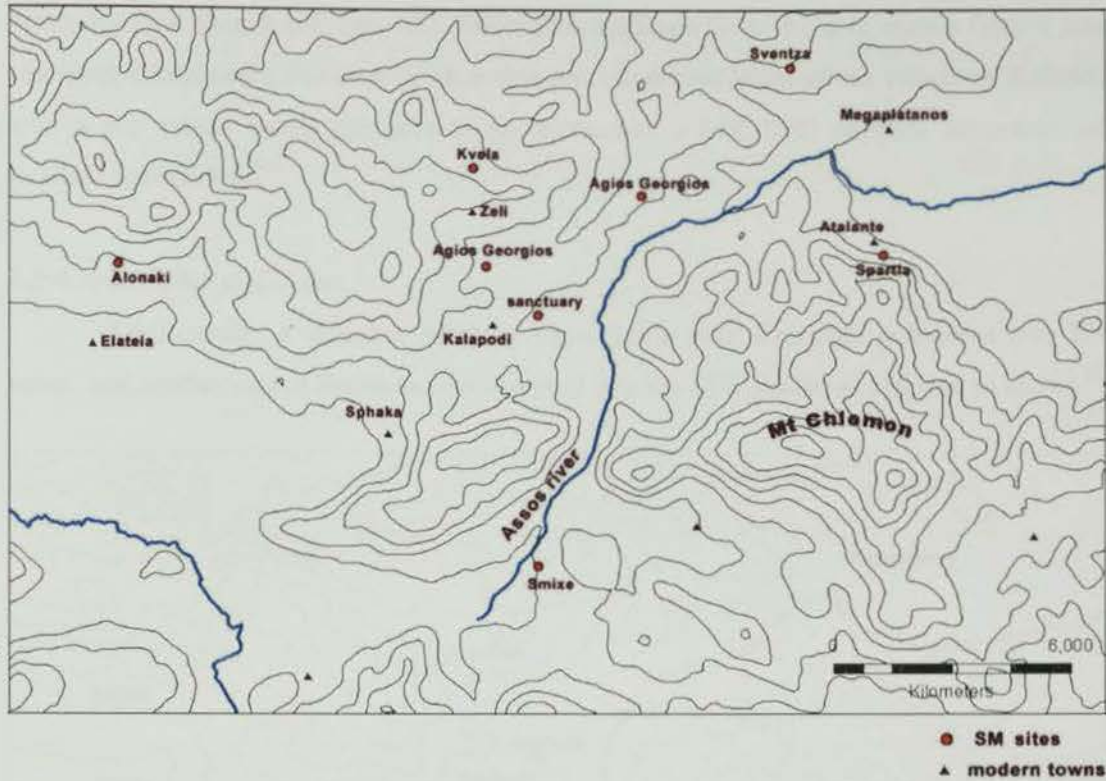 Sventza
Megaplatanos
Kvela
Agios Georgios
Zeli
Atalante
Agios Georgios
Spartia
Alonaki
sanctuary
Elateia
Kalapodi
Sphaka
Mt Chlamon
Assos river
Smixe
0 6,000
Kilometers
SM sites
modern towns